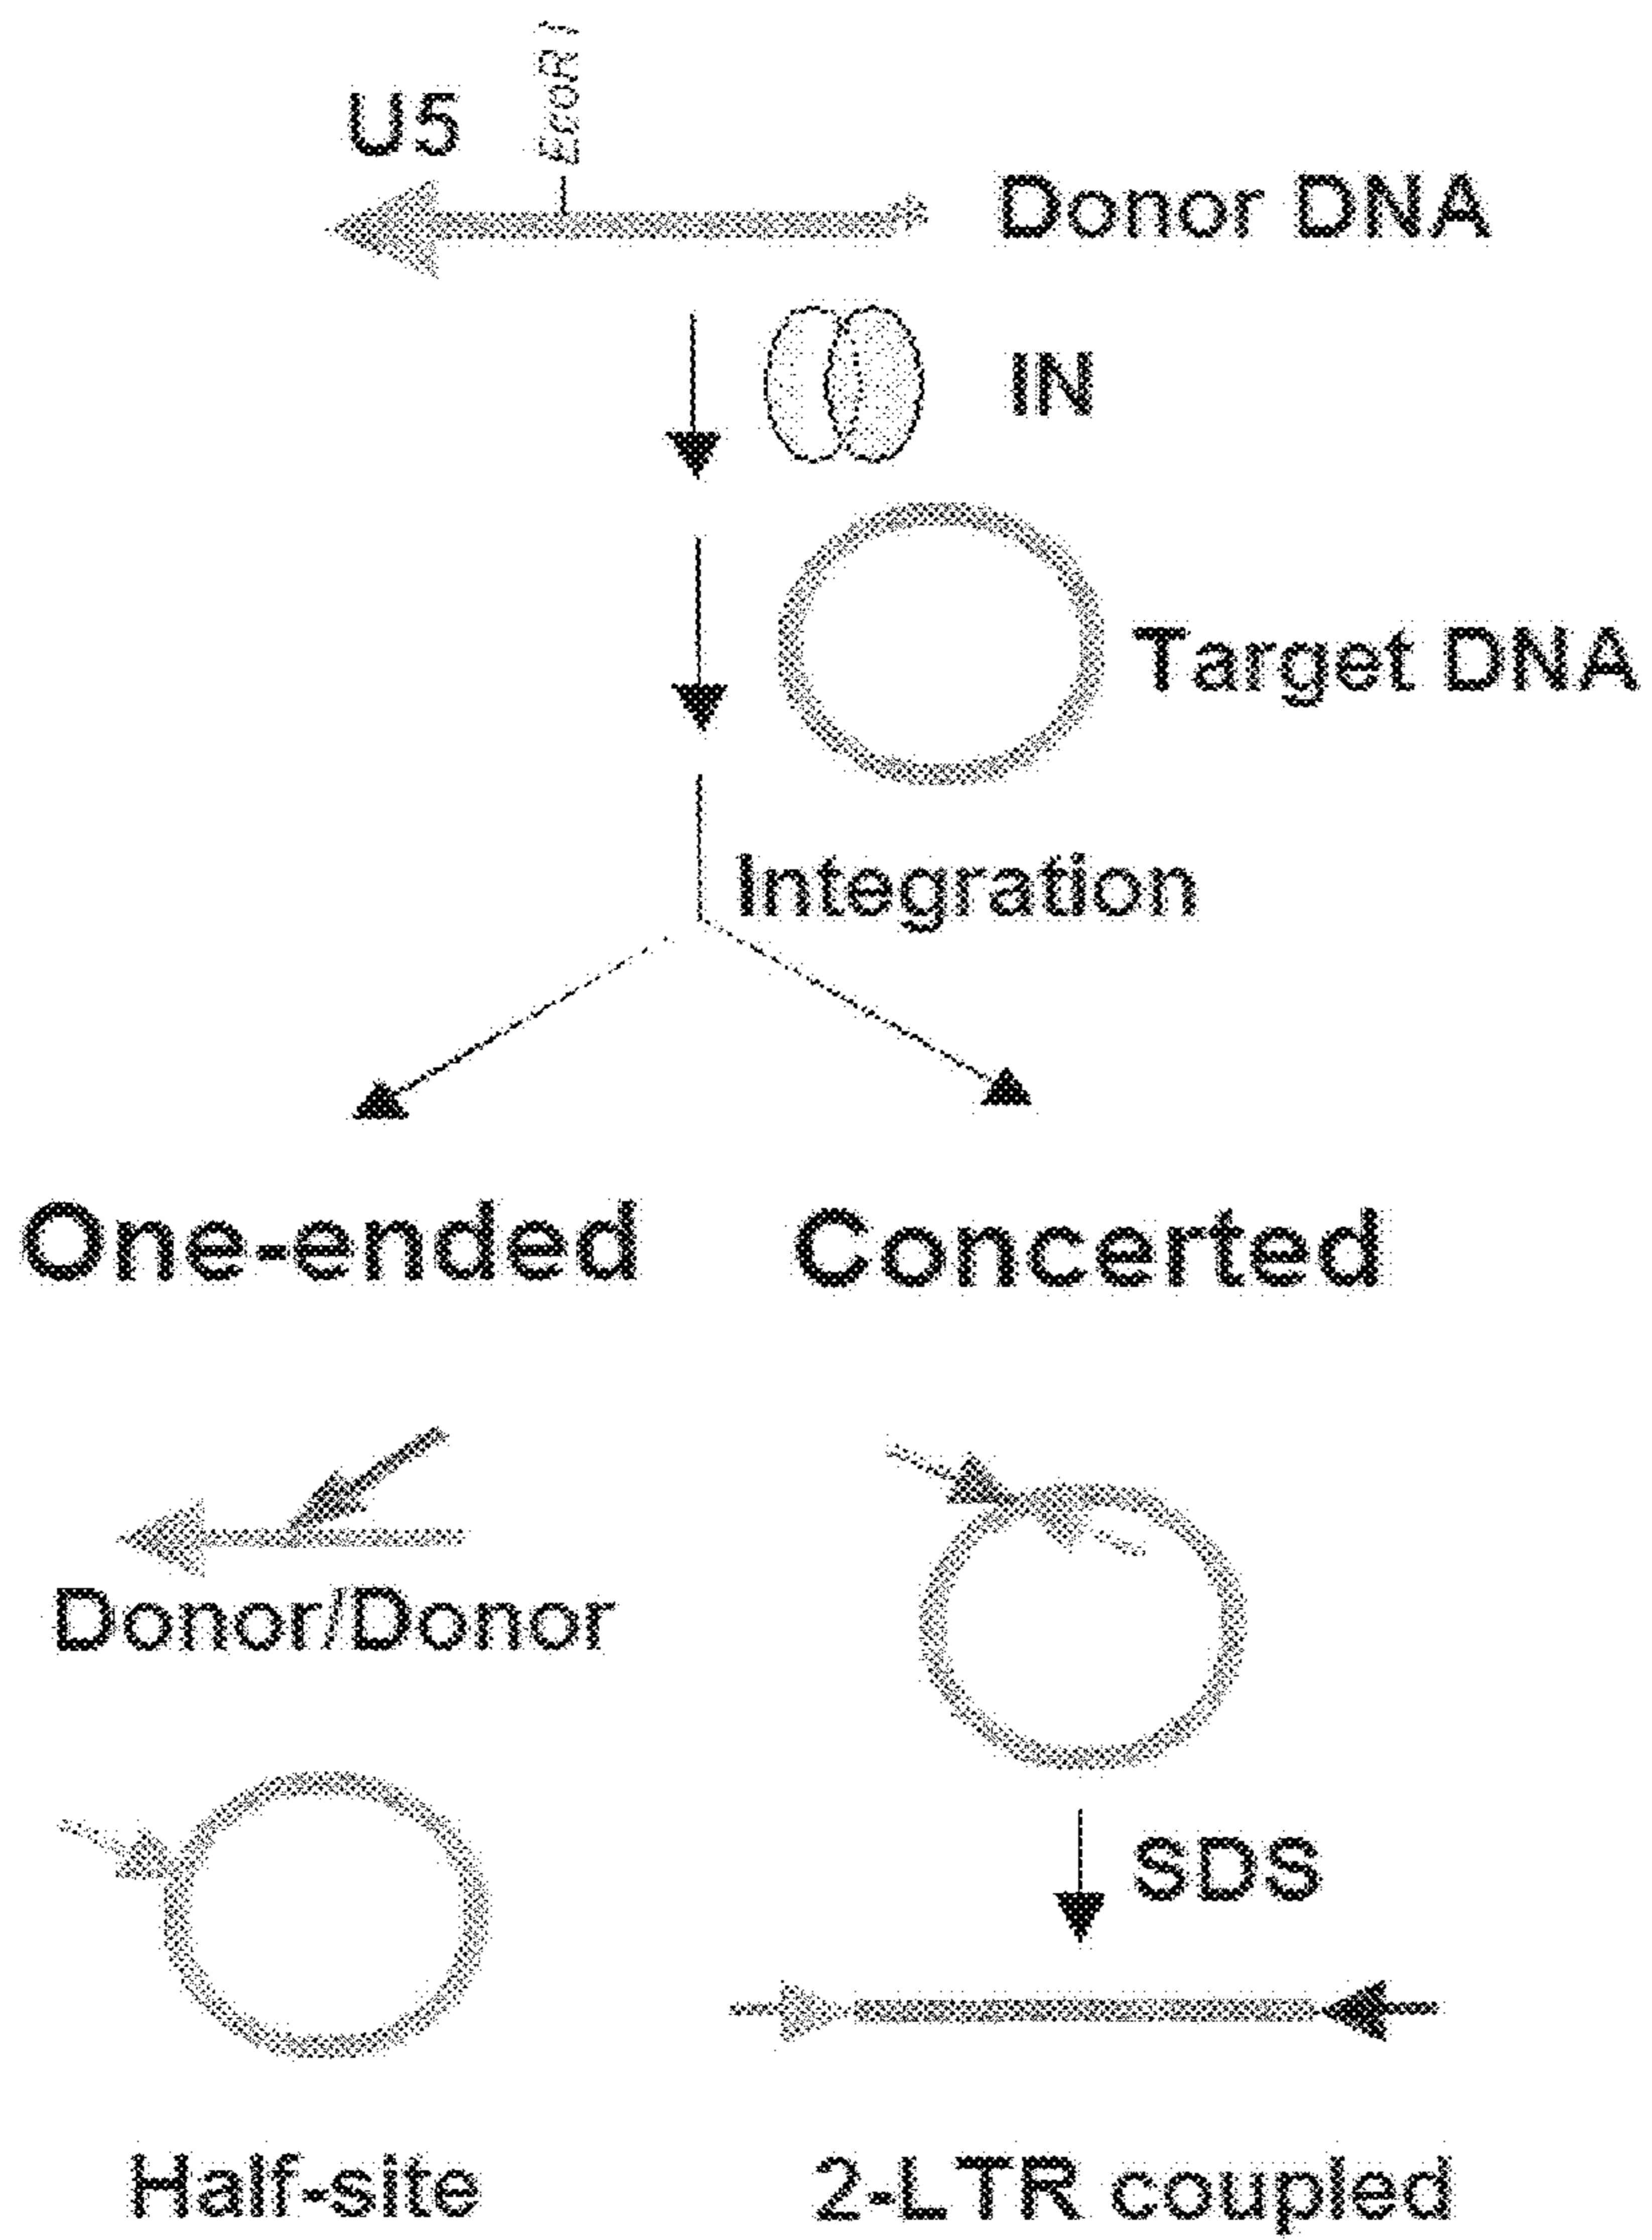 EcoR I
U5
Donor DNA
IN
Target DNA
Integration
One-ended
Concerted
Donor/Donor
SDS
Half-site
2-LTR coupled